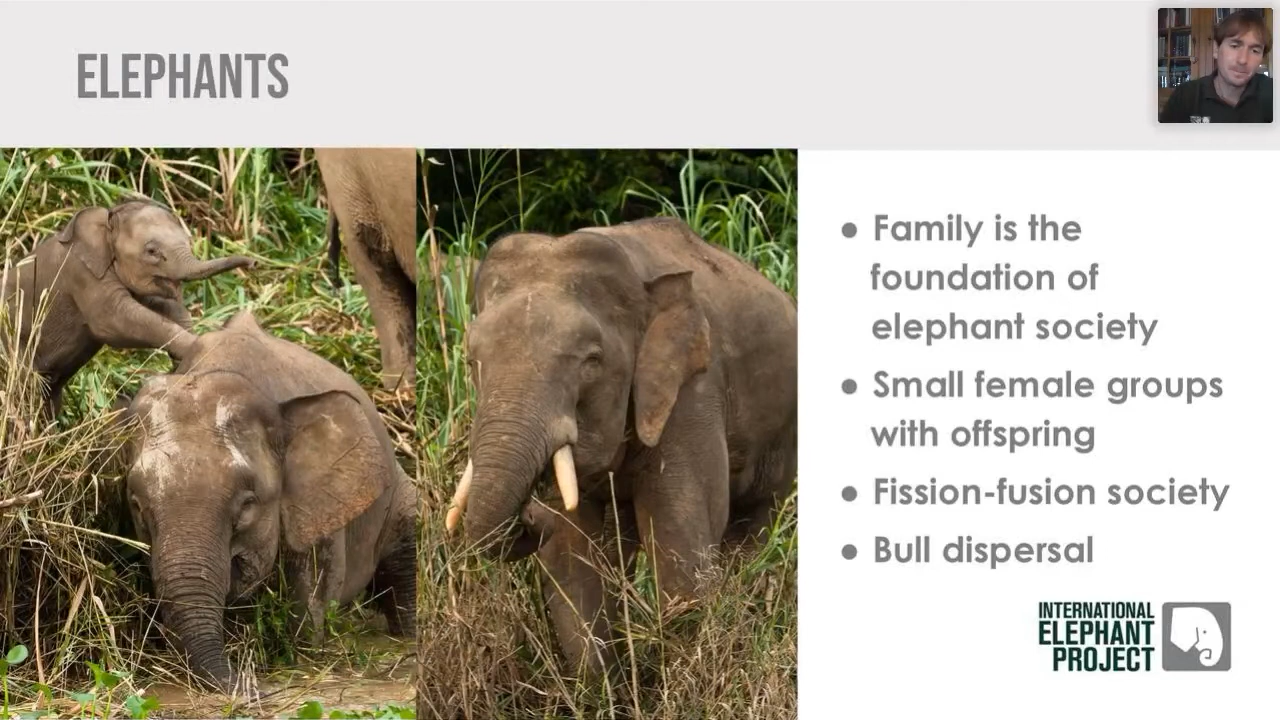 ELEPHANTS
● Family is the
foundation of
elephant society
● Small female groups
with offspring
● Fission-fusion society
● Bull dispersal
INTERNATIONAL
ELEPHANT
PROJECT